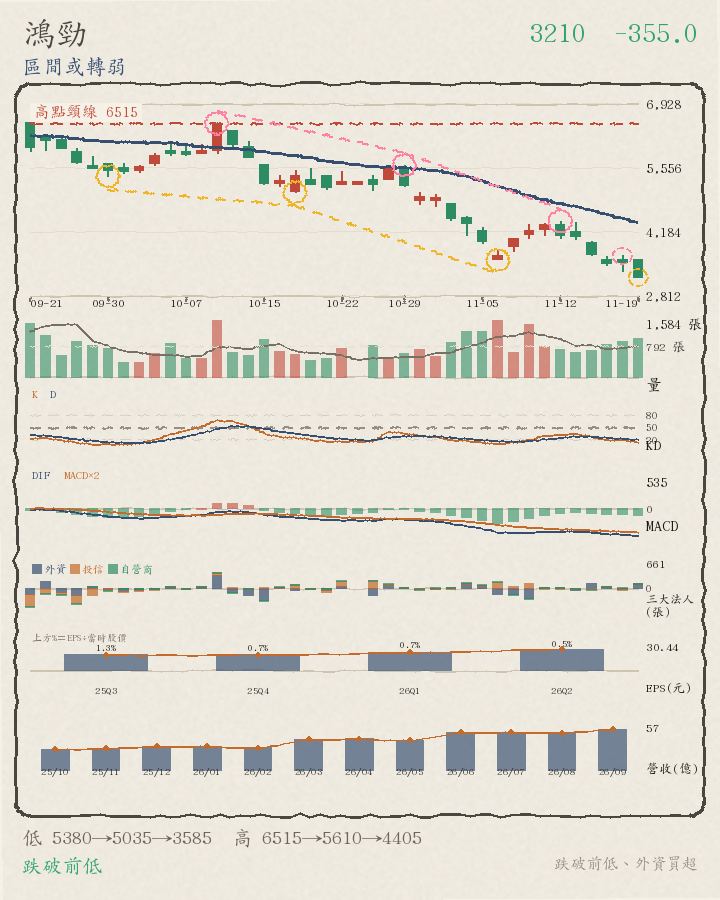 鴻勁
3210 -355.0
區間或轉弱
高點頸線 6515
6,928
5,556
4,184
2,812
09-21 09-30 10-07 10-15 10-22 10-29 11-05 11-12 11-19
1,584 張
792 張
量
K D
80
50
20
KD
DIF MACD×2
535
0
MACD
外資 投信 自營商
661
0
三大法人
(張)
上方%=EPS÷當時股價
1.3% 0.7% 0.7% 0.5%
30.44
25Q3 25Q4 26Q1 26Q2
EPS(元)
57
25/10 25/11 25/12 26/01 26/02 26/03 26/04 26/05 26/06 26/07 26/08 26/09
營收(億)
低 5380→5035→3585 高 6515→5610→4405
跌破前低
跌破前低、外資買超